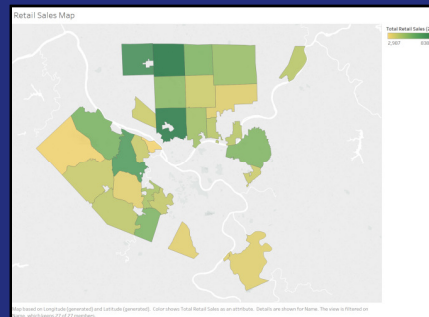 Retail Sales Map
Total Retail Sales
2,987
Map based on Longitude (generated) and Latitude (generated). Color shows Total Retail Sales as an attribute. Details are shown for Name. The view is filtered on
Name, which keeps 27 of 27 members.